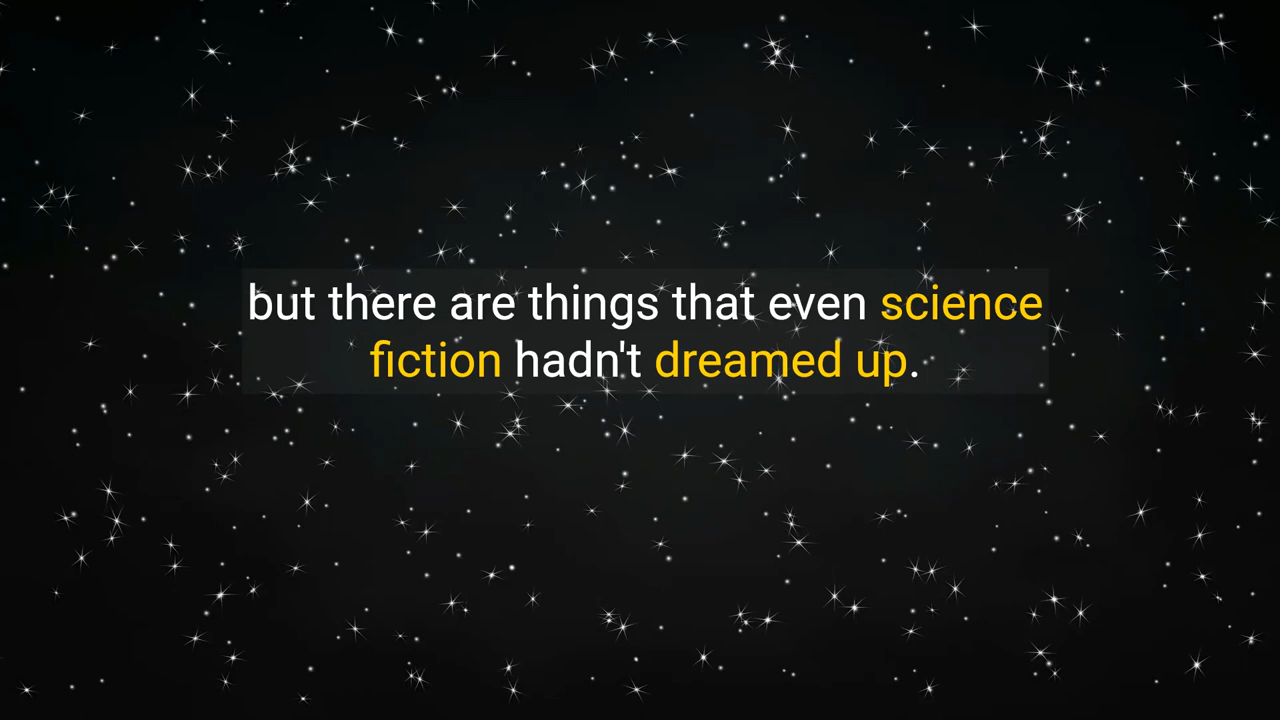 but there are things that even science
fiction hadn't dreamed up.